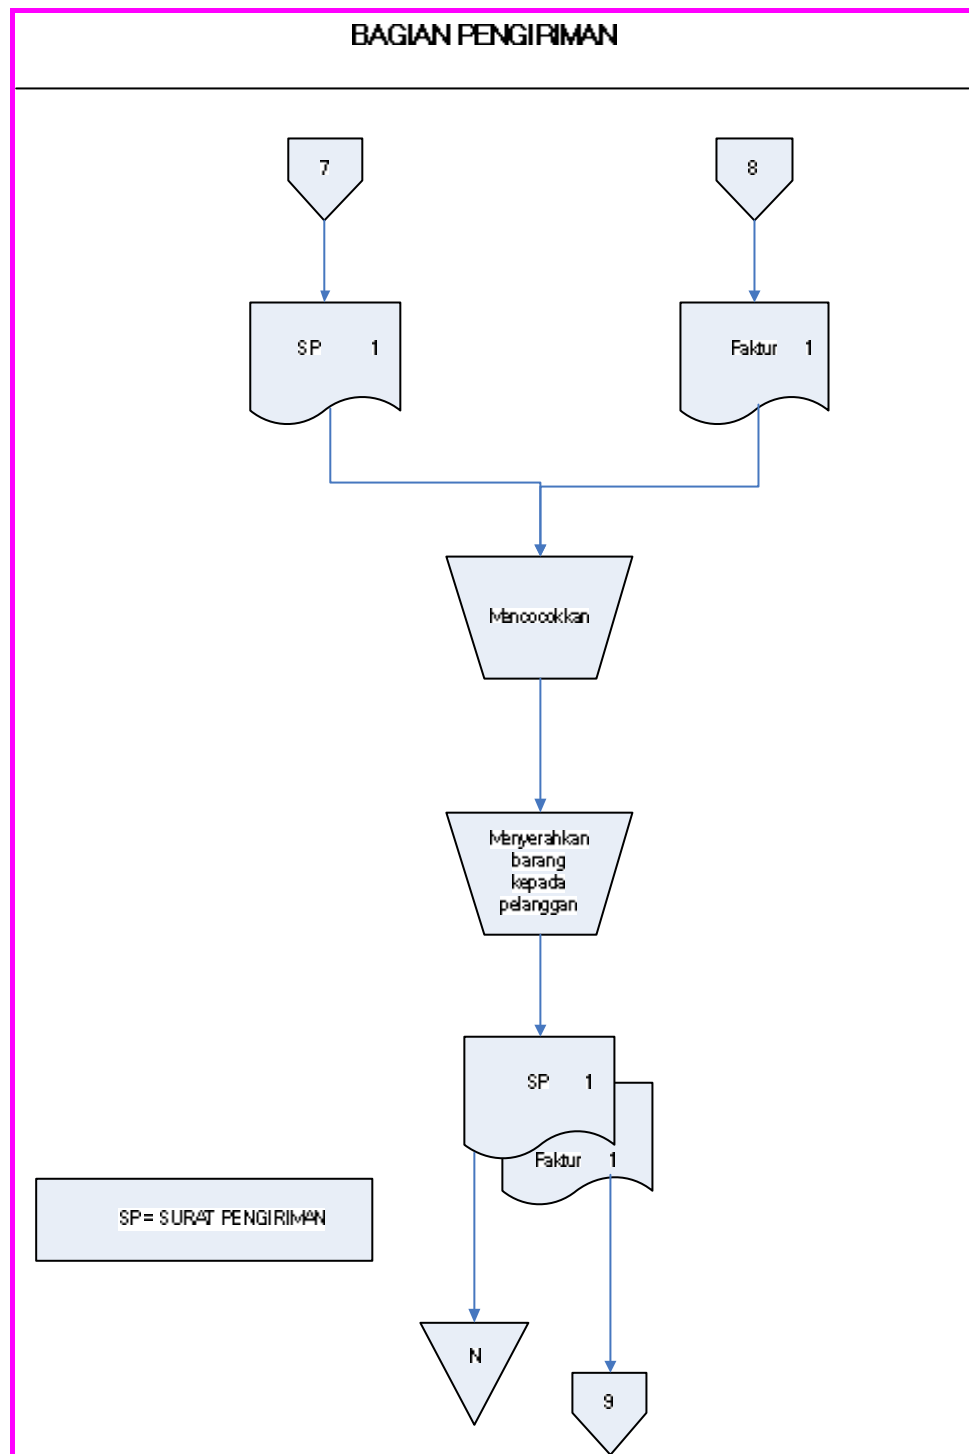 BAGIAN PENGIRIMAN
7
8
SP 1
Faktur 1
Mencocokkan
Menyerahkan
barang
kepada
pelanggan
SP 1
Faktur 1
SP= SURAT PENGIRIMAN
N
9